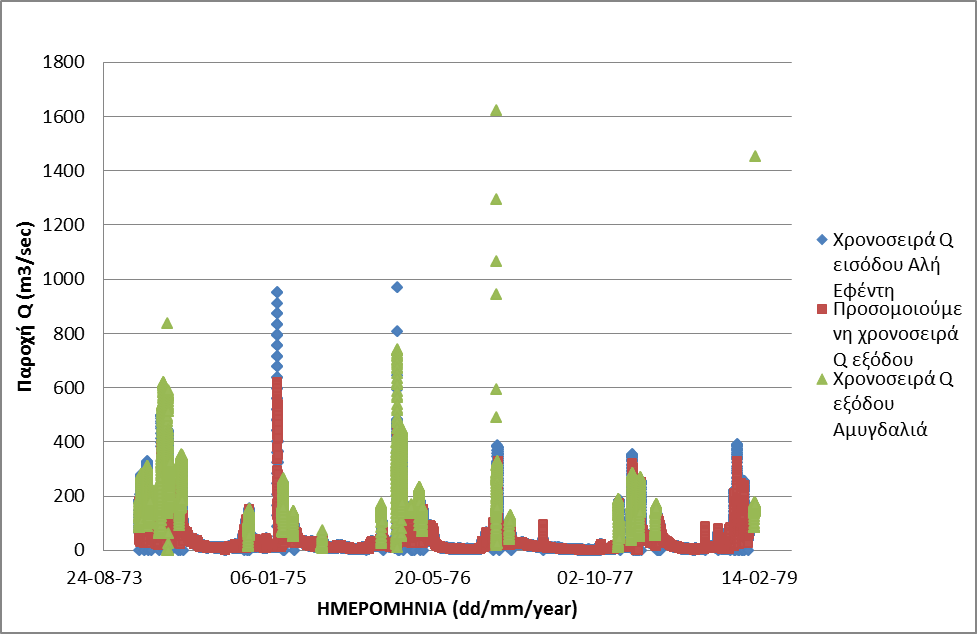 1800
1600
1400
1200
1000
800
600
400
200
0
Παροχή Q (m3/sec)
24-08-73 06-01-75 20-05-76 02-10-77 14-02-79
ΗΜΕΡΟΜΗΝΙΑ (dd/mm/year)
Χρονοσειρά Q
εισόδου Αλή
Εφέντη
Προσομοιούμε
νη χρονοσειρά
Q εξόδου
Χρονοσειρά Q
εξόδου
Αμυγδαλιά